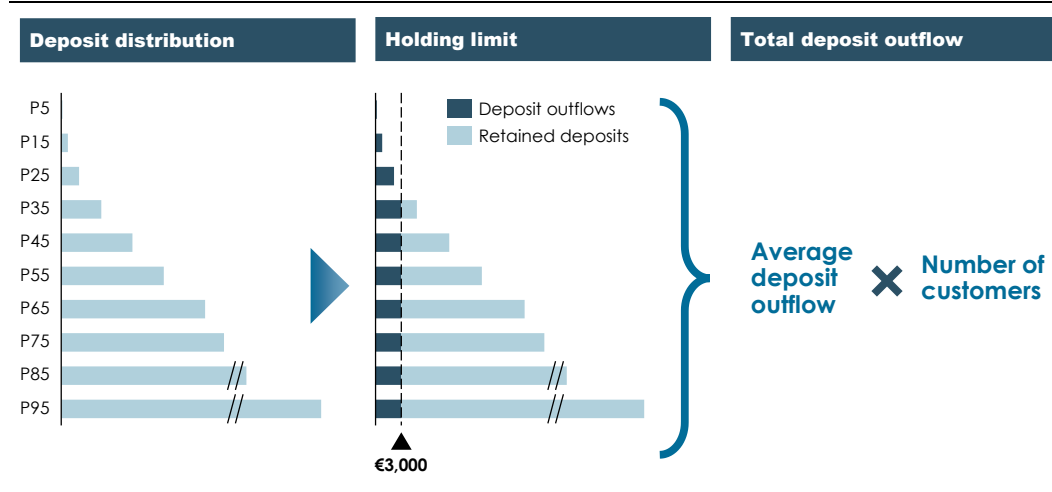 Deposit distribution
Holding limit
Total deposit outflow
P5
P15
P25
P35
P45
P55
P65
P75
P85
P95
Deposit outflows
Retained deposits
€3,000
Average
deposit
outflow
Number of
customers